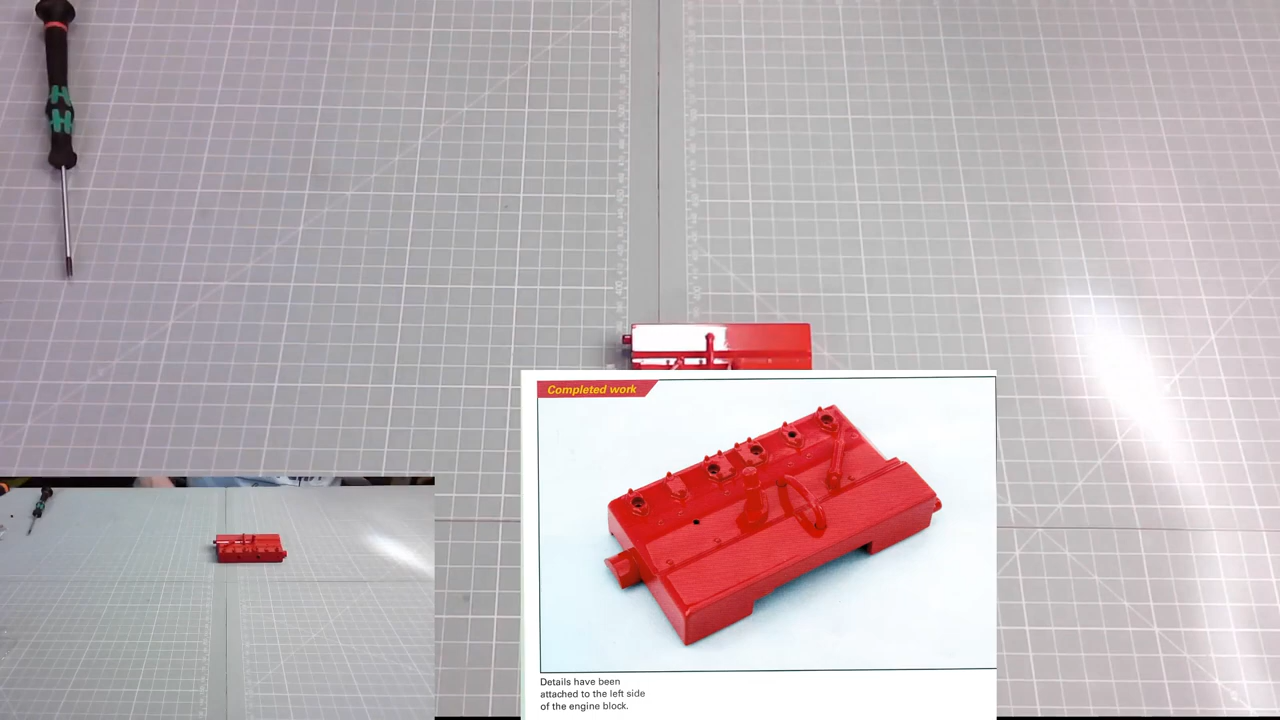 Completed work
Details have been
attached to the left side
of the engine block.